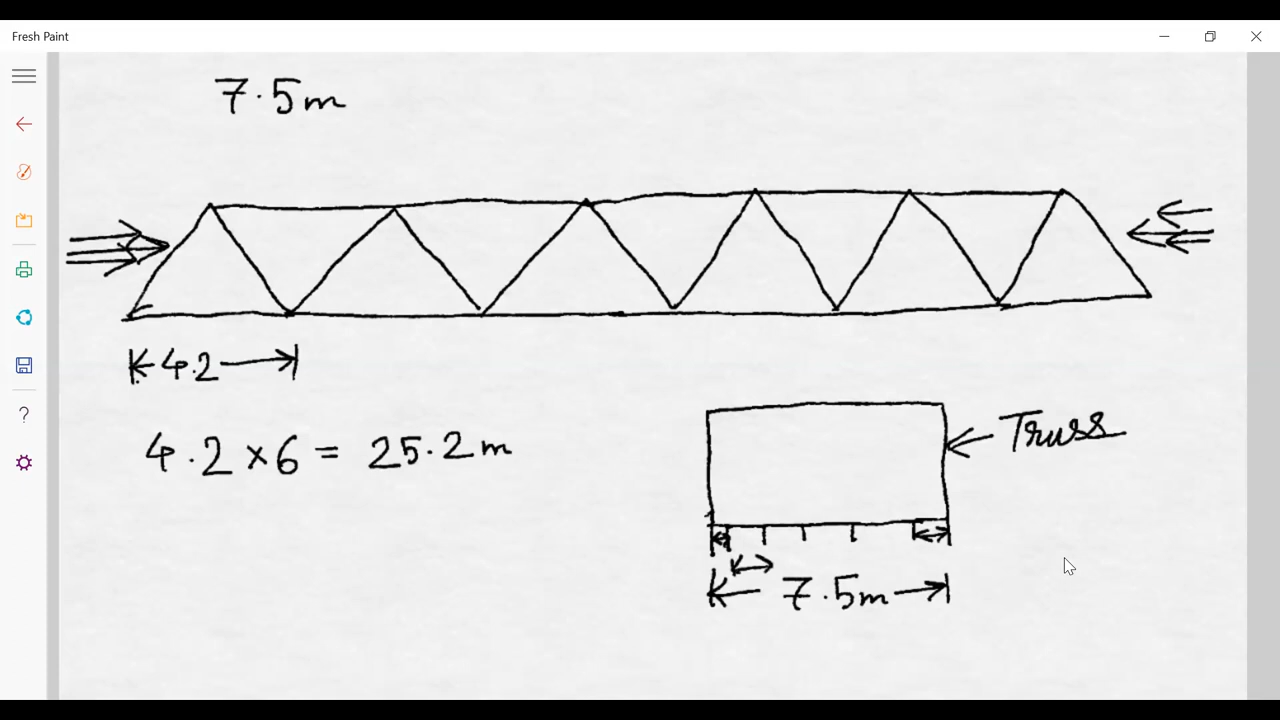 Fresh Paint
7.5m
4.2
4.2 × 6 = 25.2m
Truss
7.5m
?